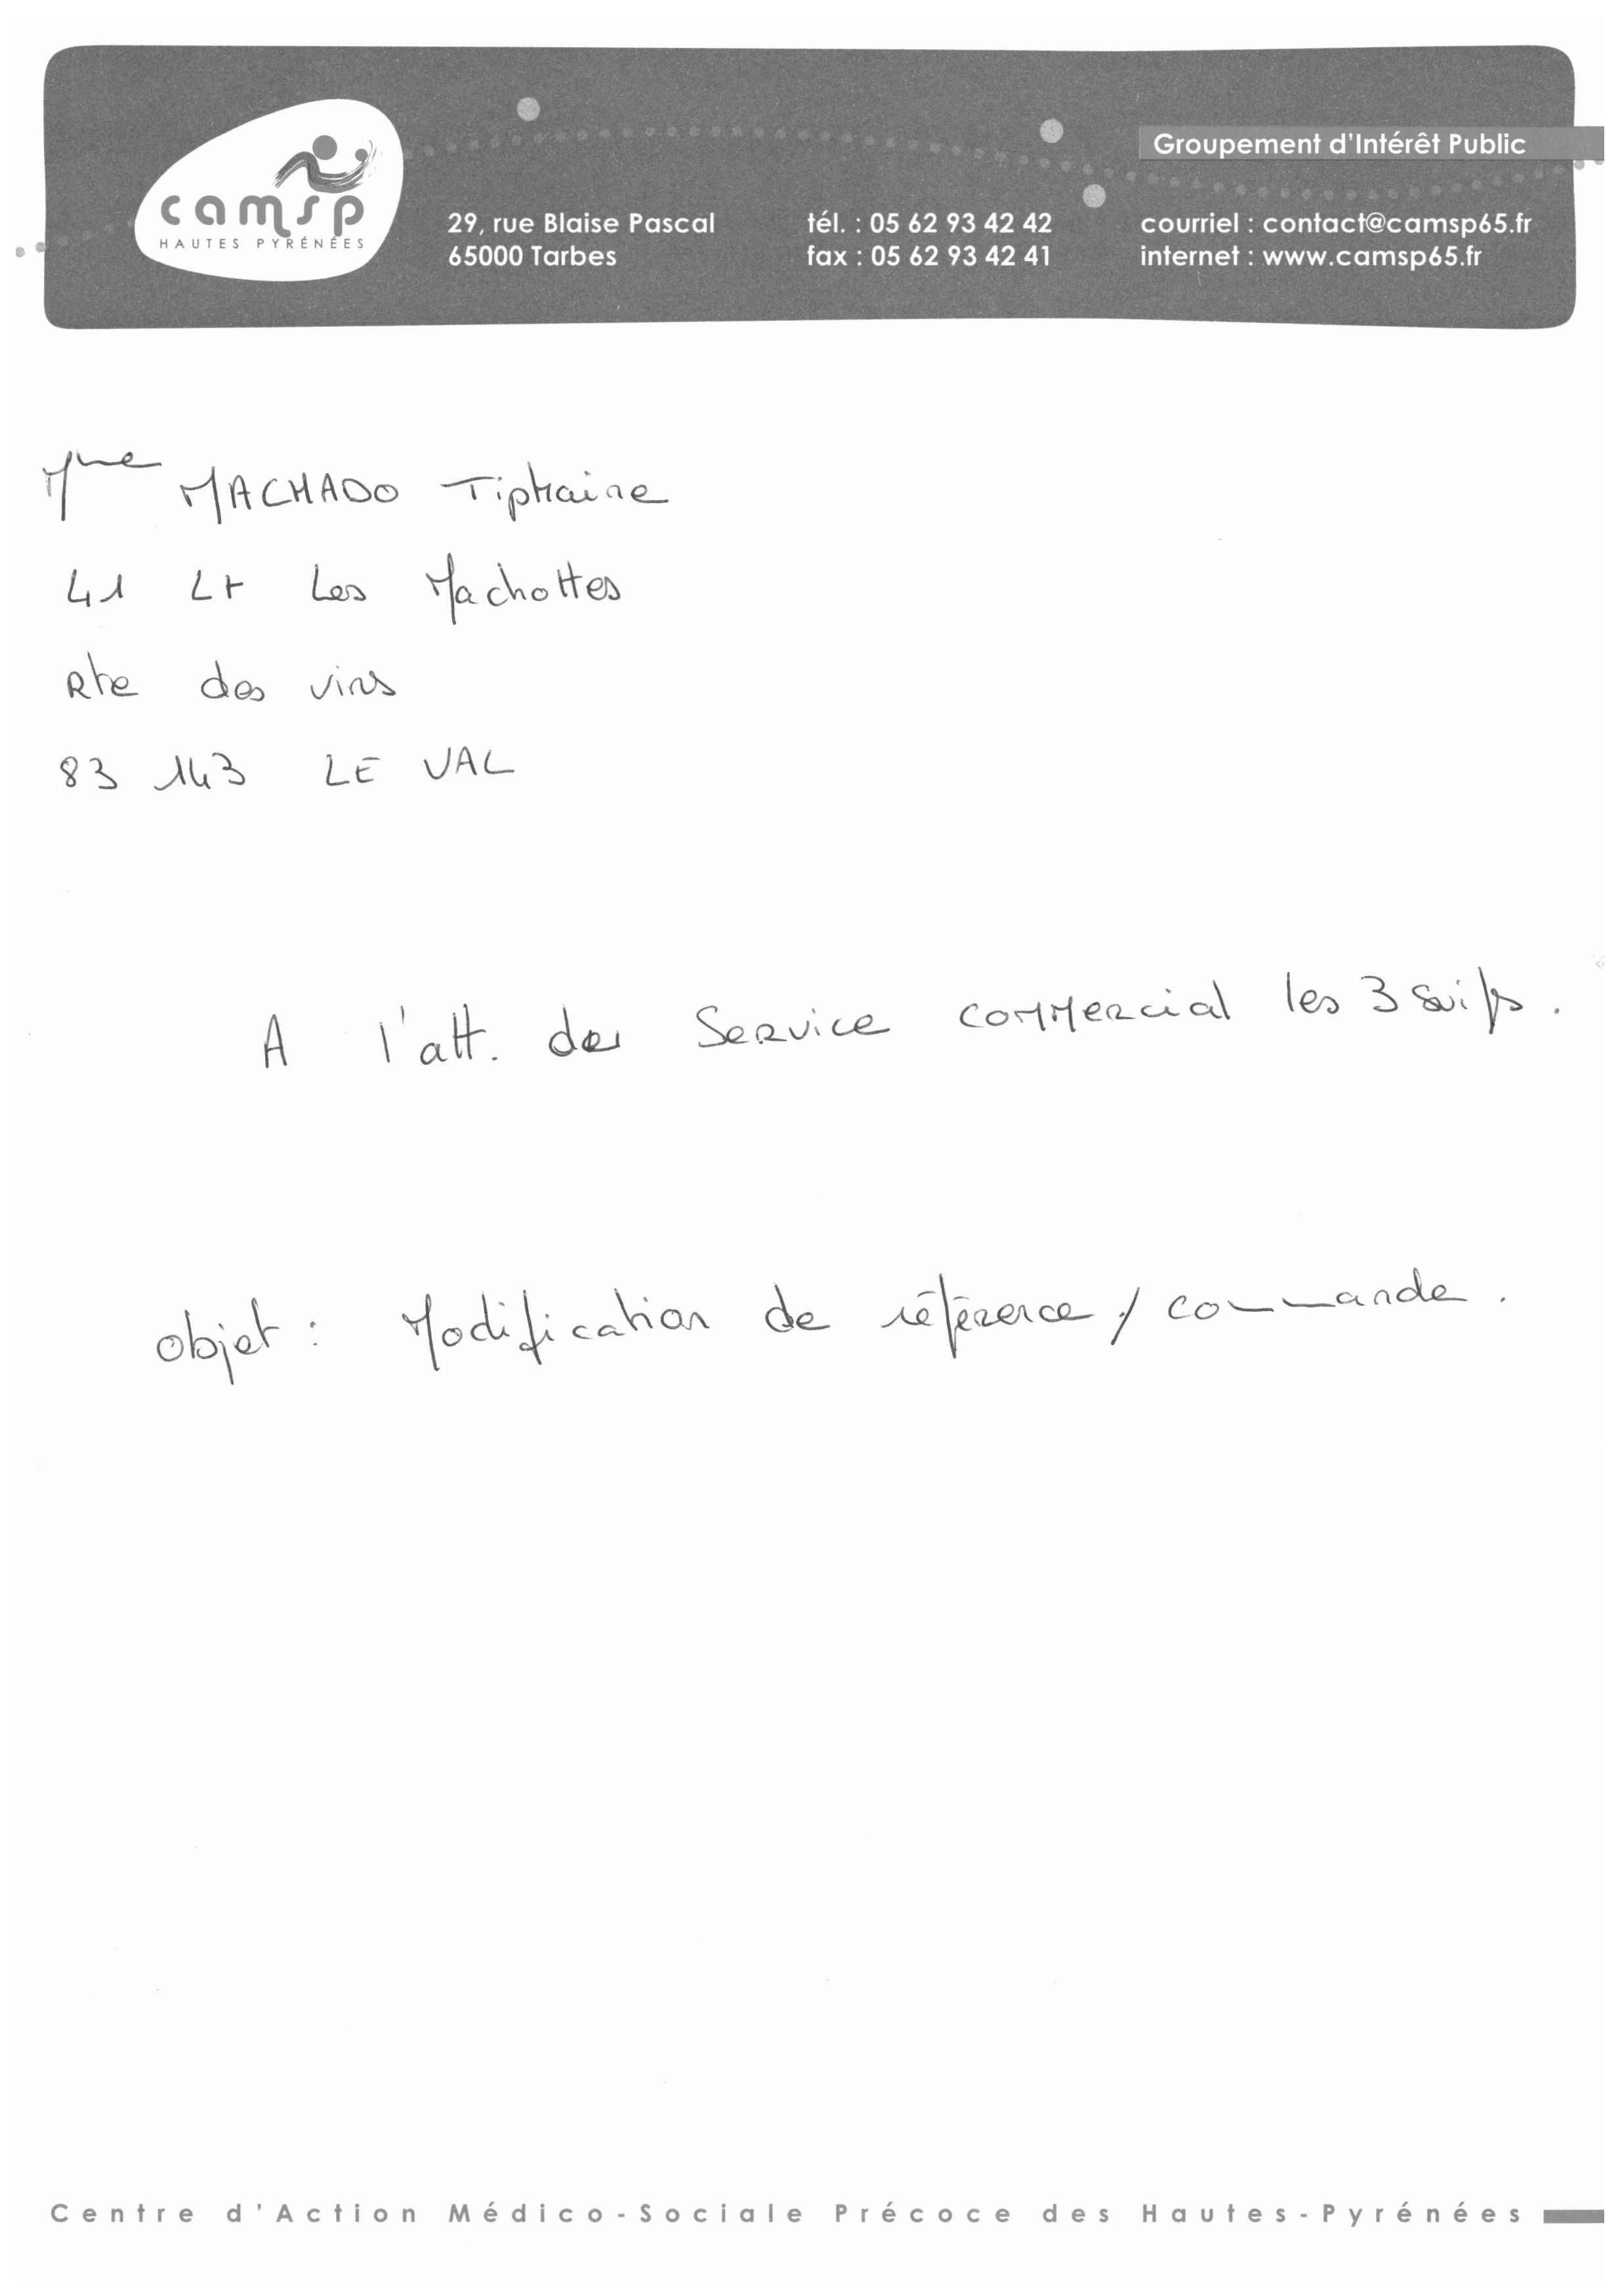 Groupement d'Intérêt Public
camsp
HAUTES PYRÉNÉES
29, rue Blaise Pascal
65000 Tarbes
tél. : 05 62 93 42 42
fax : 05 62 93 42 41
courriel : contact@camsp65.fr
internet : www.camsp65.fr
Mme MACHADO Tiphaine
41 Lt Les Machottes
Rte des vins
83 143 LE VAL
A l'att. du Service commercial les 3 suisses.
objet : Modification de référence / commande.
Centre d'Action Médico-Sociale Précoce des Hautes-Pyrénées